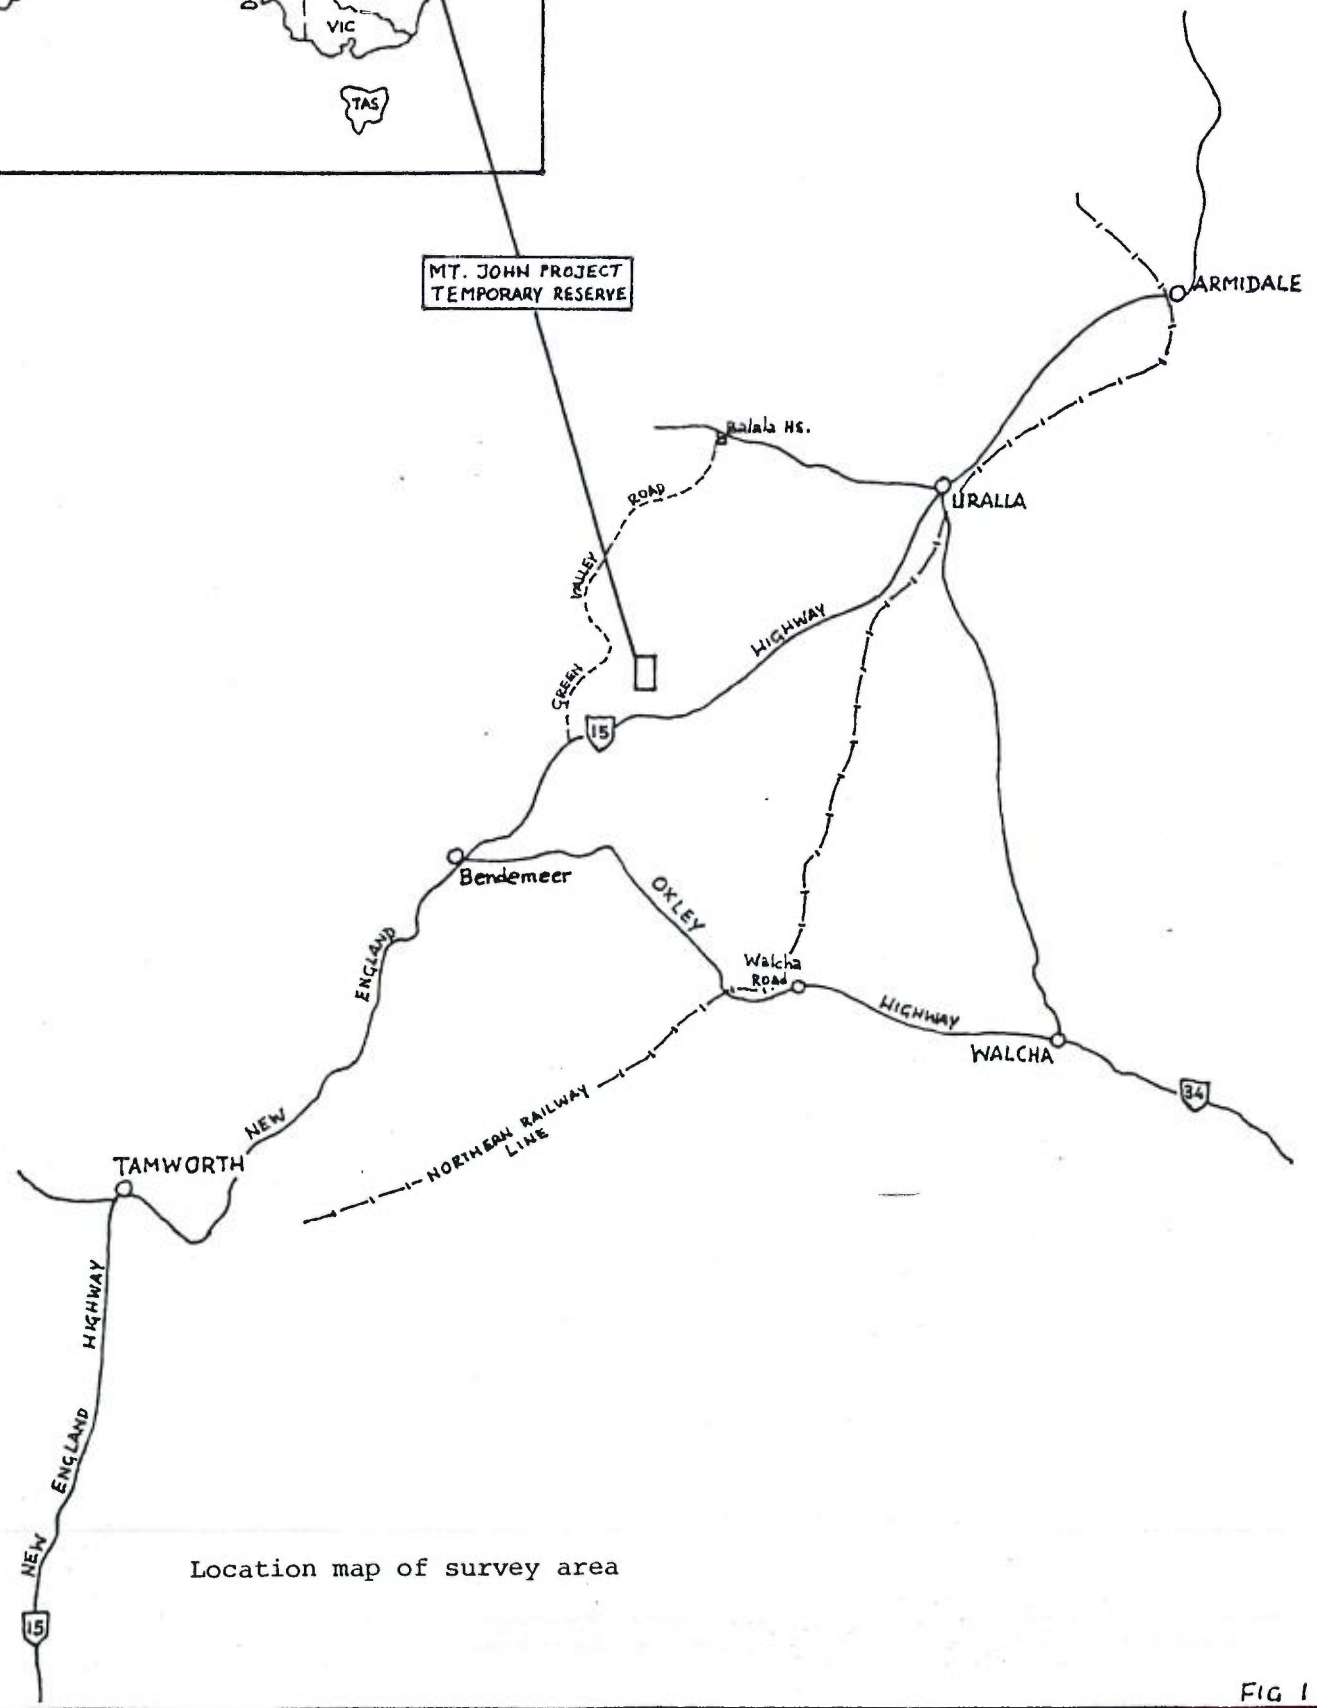 VIC
TAS
MT. JOHN PROJECT
TEMPORARY RESERVE
ARMIDALE
Balala HS.
URALLA
ROAD
VALLEY
GREEN
HIGHWAY
15
Bendemeer
OXLEY
Walcha
ROAD
HIGHWAY
WALCHA
34
ENGLAND
NEW
NORTHERN RAILWAY
LINE
TAMWORTH
HIGHWAY
ENGLAND
NEW
15
Location map of survey area
FIG 1